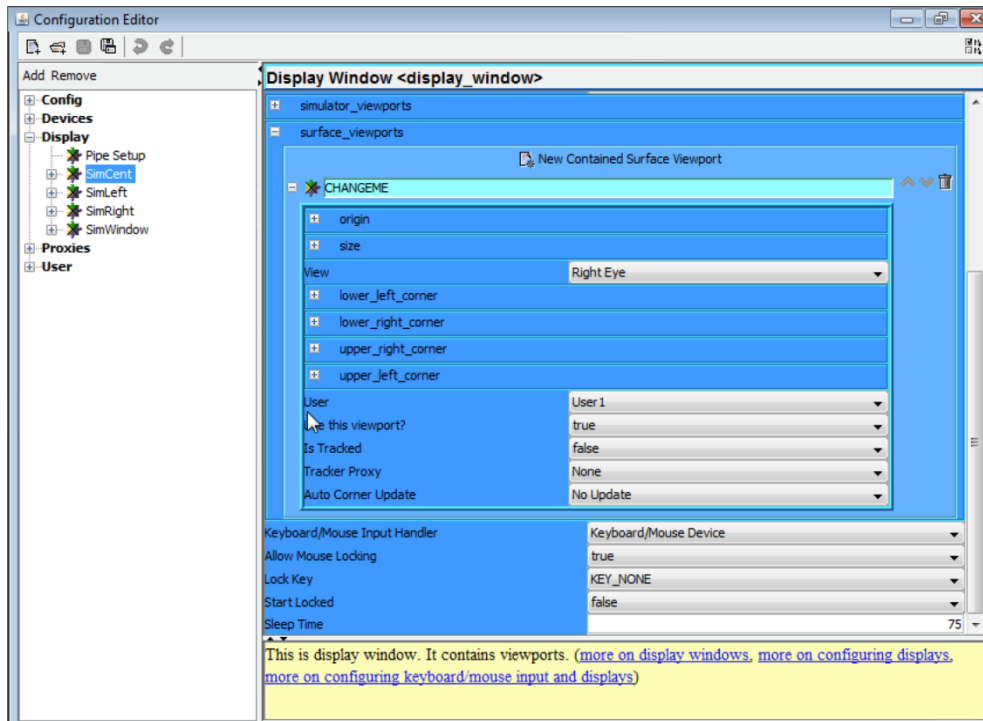 Configuration Editor
Add Remove
Config
Devices
Display
Pipe Setup
SimCent
SimLeft
SimRight
SimWindow
Proxies
User
Display Window <display_window>
simulator_viewports
surface_viewports
New Contained Surface Viewport
CHANGEME
origin
size
View Right Eye
lower_left_corner
lower_right_corner
upper_right_corner
upper_left_corner
User User1
this viewport? true
Is Tracked false
Tracker Proxy None
Auto Corner Update No Update
Keyboard/Mouse Input Handler Keyboard/Mouse Device
Allow Mouse Locking true
Lock Key KEY_NONE
Start Locked false
Sleep Time 75
This is display window. It contains viewports. (more on display windows, more on configuring displays,
more on configuring keyboard/mouse input and displays)